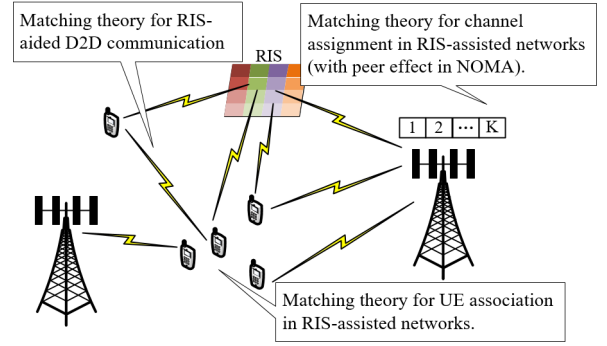 Matching theory for RIS-
aided D2D communication
Matching theory for channel
assignment in RIS-assisted networks
(with peer effect in NOMA).
RIS
1 2 ··· K
Matching theory for UE association
in RIS-assisted networks.